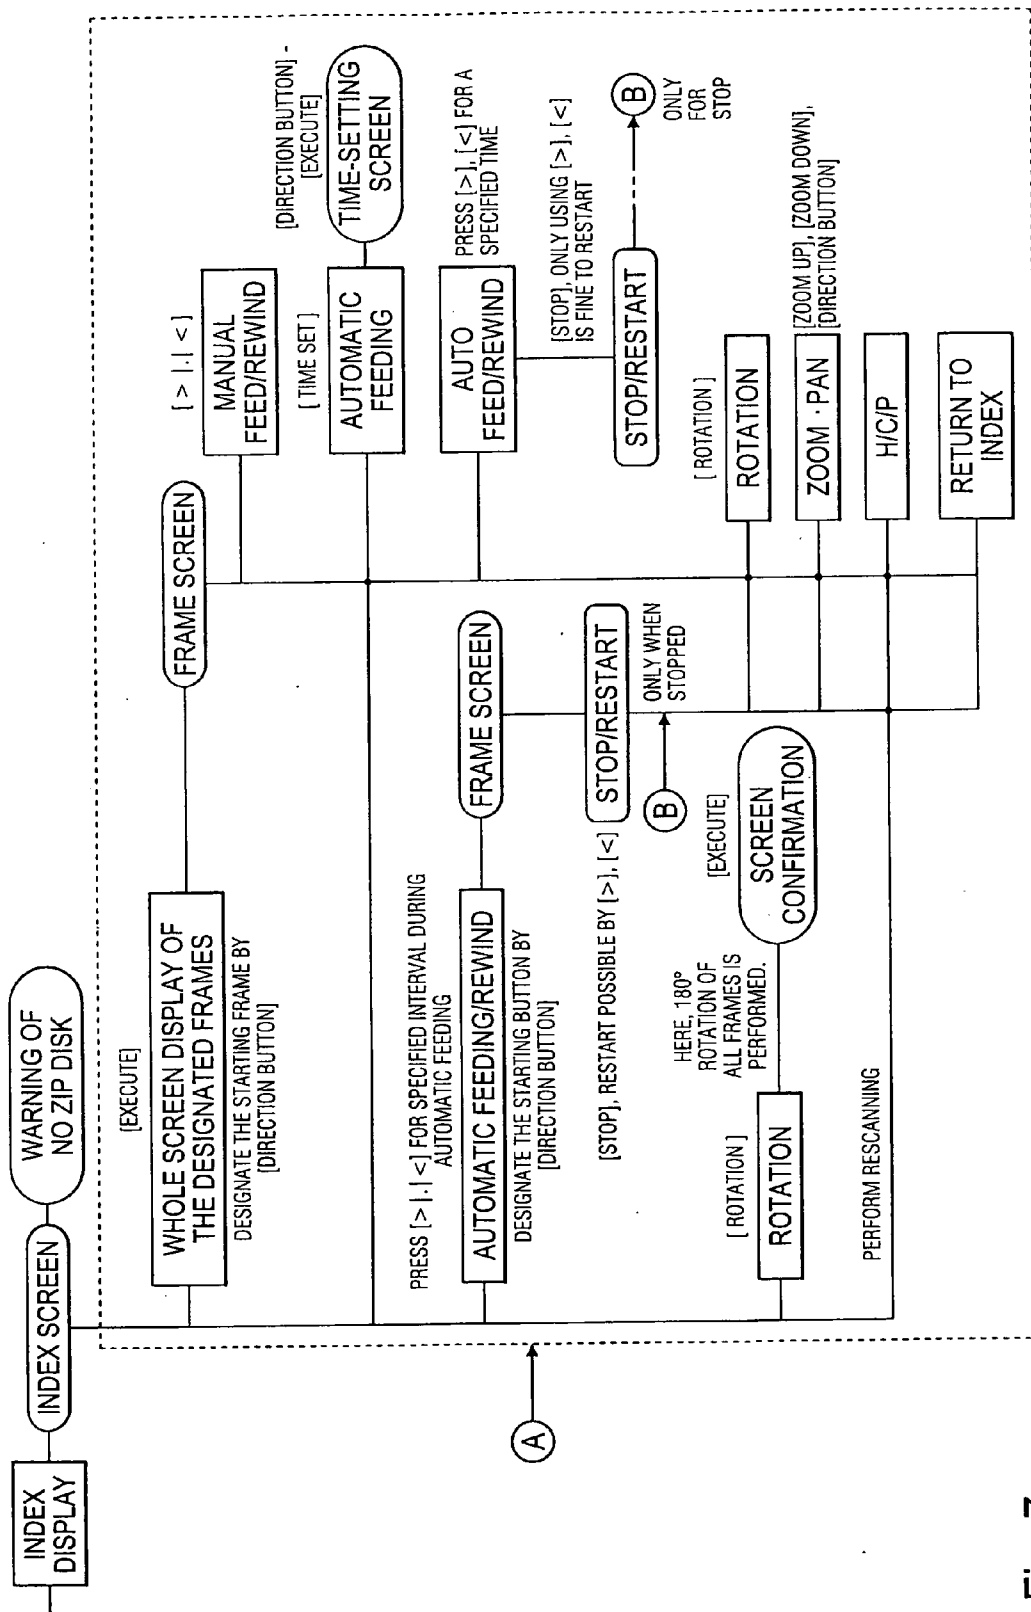 INDEX
DISPLAY
INDEX SCREEN
WARNING OF
NO ZIP DISK
[EXECUTE]
WHOLE SCREEN DISPLAY OF
THE DESIGNATED FRAMES
DESIGNATE THE STARTING FRAME BY
[DIRECTION BUTTON]
FRAME SCREEN
[ > |.| < ]
MANUAL
FEED/REWIND
[ TIME SET ]
AUTOMATIC
FEEDING
[DIRECTION BUTTON] -
[EXECUTE]
TIME-SETTING
SCREEN
AUTO
FEED/REWIND
PRESS [>], [<] FOR A
SPECIFIED TIME
[STOP], ONLY USING [>], [<]
IS FINE TO RESTART
STOP/RESTART
B
ONLY
FOR
STOP
PRESS [> |.| <] FOR SPECIFIED INTERVAL DURING
AUTOMATIC FEEDING
AUTOMATIC FEEDING/REWIND
DESIGNATE THE STARTING BUTTON BY
[DIRECTION BUTTON]
FRAME SCREEN
[STOP], RESTART POSSIBLE BY [>], [<]
STOP/RESTART
B
ONLY WHEN
STOPPED
[ ROTATION ]
ROTATION
ZOOM · PAN
[ZOOM UP], [ZOOM DOWN],
[DIRECTION BUTTON]
H/C/P
RETURN TO
INDEX
A
[ ROTATION ]
ROTATION
HERE, 180°
ROTATION OF
ALL FRAMES IS
PERFORMED.
[EXECUTE]
SCREEN
CONFIRMATION
PERFORM RESCANNING